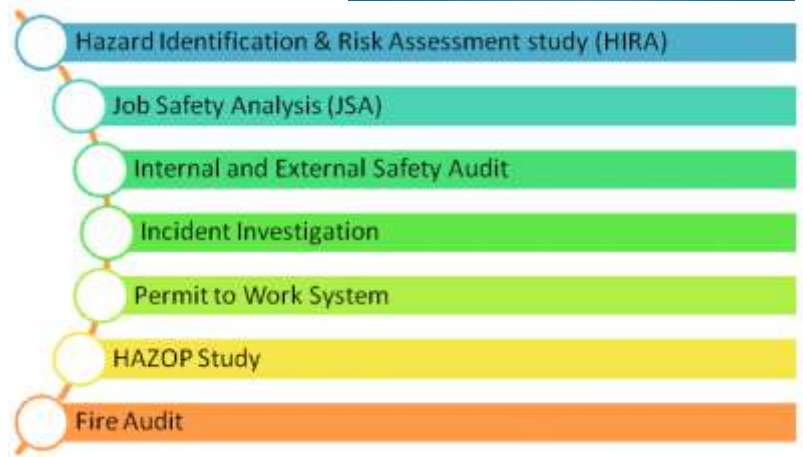 Hazard Identification & Risk Assessment study (HIRA)
Job Safety Analysis (JSA)
Internal and External Safety Audit
Incident Investigation
Permit to Work System
HAZOP Study
Fire Audit